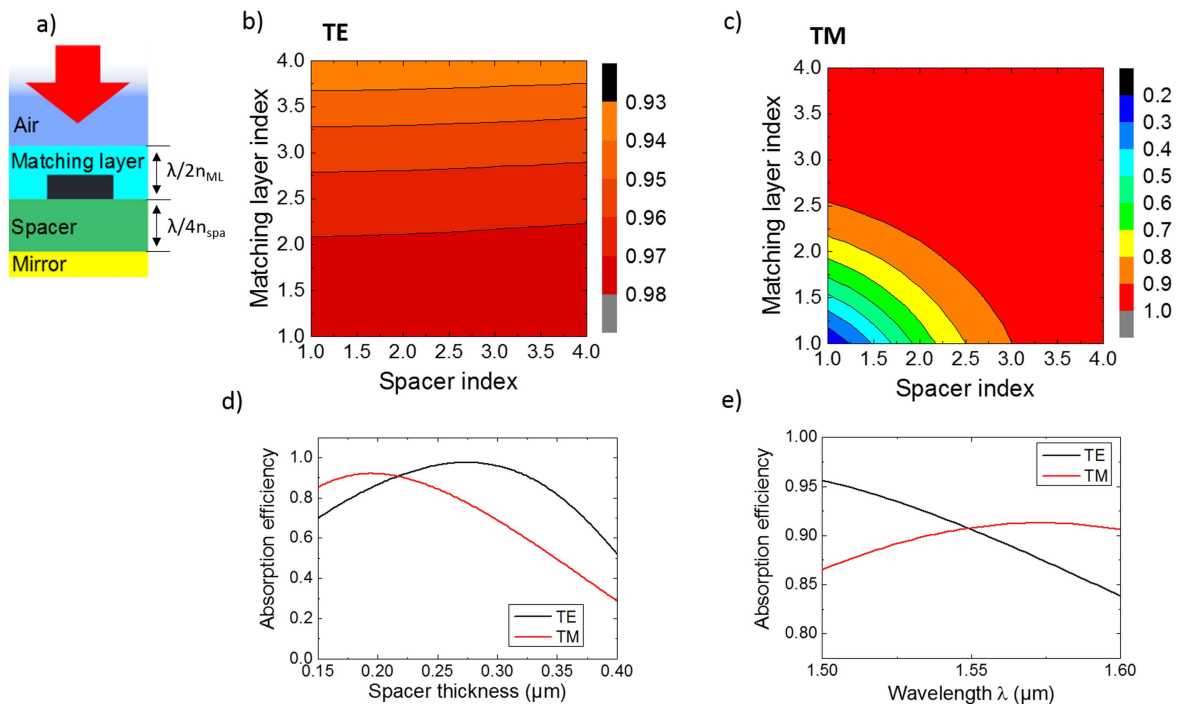 a)
Air
Matching layer
λ/2n_ML
Spacer
λ/4n_spa
Mirror
b)
TE
Matching layer index
4.0
3.5
3.0
2.5
2.0
1.5
1.0
1.0 1.5 2.0 2.5 3.0 3.5 4.0
Spacer index
0.93
0.94
0.95
0.96
0.97
0.98
c)
TM
Matching layer index
4.0
3.5
3.0
2.5
2.0
1.5
1.0
1.0 1.5 2.0 2.5 3.0 3.5 4.0
Spacer index
0.2
0.3
0.4
0.5
0.6
0.7
0.8
0.9
1.0
d)
Absorption efficiency
1.0
0.8
0.6
0.4
0.2
0.0
0.15 0.20 0.25 0.30 0.35 0.40
Spacer thickness (µm)
TE
TM
e)
Absorption efficiency
1.00
0.95
0.90
0.85
0.80
1.50 1.55 1.60
Wavelength λ (µm)
TE
TM